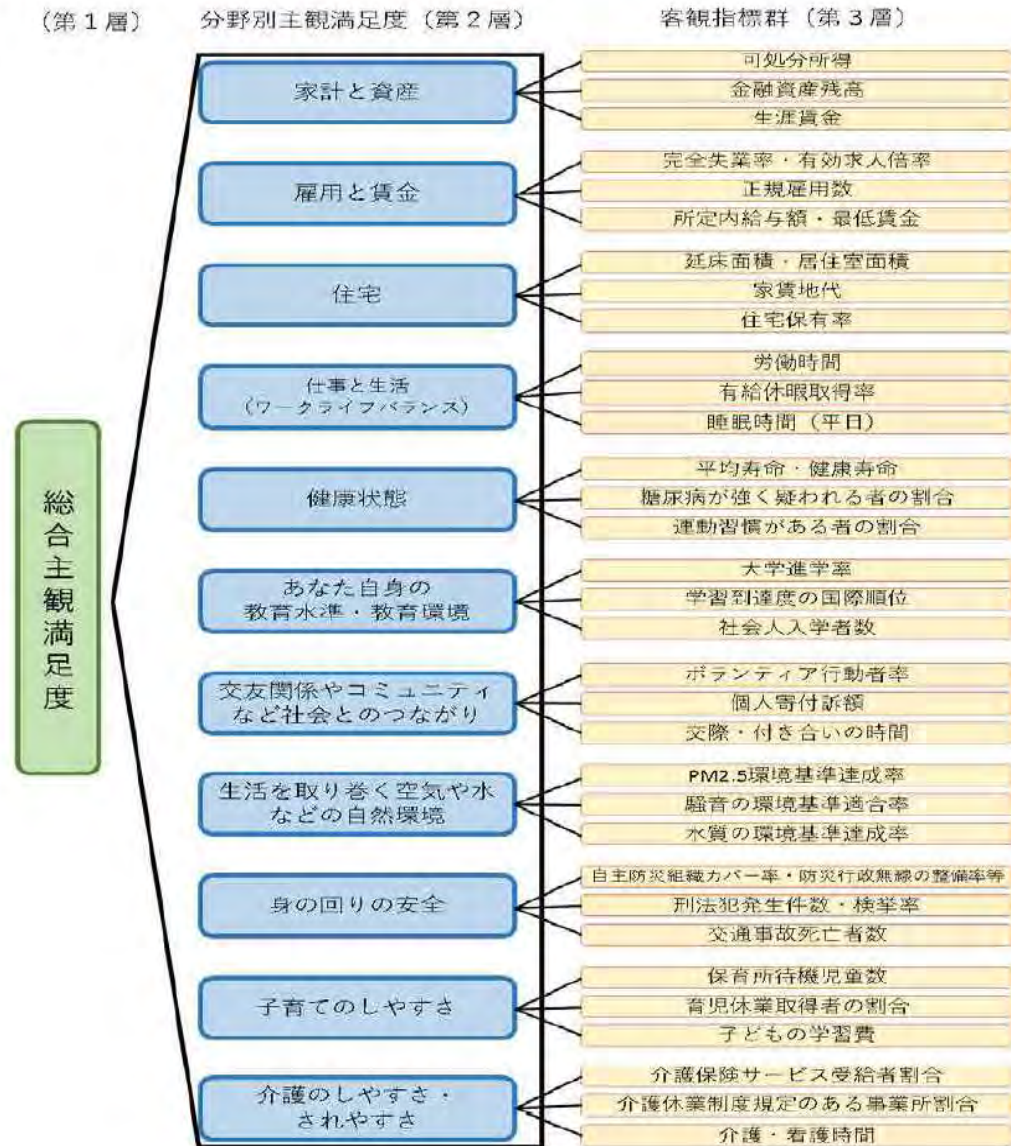 (第1層)
分野別主観満足度（第2層）
客観指標群（第3層）
総合主観満足度
家計と資産
可処分所得
金融資産残高
生涯賃金
雇用と賃金
完全失業率・有効求人倍率
正規雇用数
所定内給与額・最低賃金
住宅
延床面積・居住室面積
家賃地代
住宅保有率
仕事と生活
（ワークライフバランス）
労働時間
有給休暇取得率
睡眠時間（平日）
健康状態
平均寿命・健康寿命
糖尿病が強く疑われる者の割合
運動習慣がある者の割合
あなた自身の
教育水準・教育環境
大学進学率
学習到達度の国際順位
社会人入学者数
交友関係やコミュニティ
など社会とのつながり
ボランティア行動者率
個人寄付訴額
交際・付き合いの時間
生活を取り巻く空気や水
などの自然環境
PM2.5環境基準達成率
騒音の環境基準適合率
水質の環境基準達成率
身の回りの安全
自主防災組織カバー率・防災行政無線の整備率等
刑法犯発生件数・検挙率
交通事故死亡者数
子育てのしやすさ
保育所待機児童数
育児休業取得者の割合
子どもの学習費
介護のしやすさ・
されやすさ
介護保険サービス受給者割合
介護休業制度規定のある事業所割合
介護・看護時間